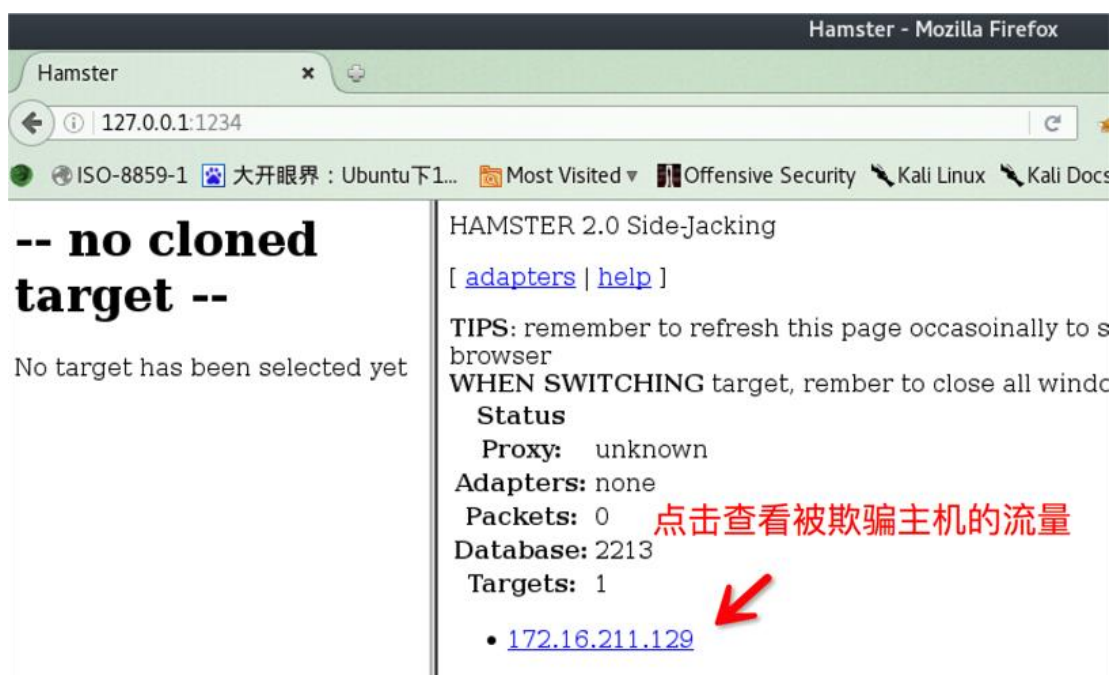 Hamster - Mozilla Firefox
Hamster
127.0.0.1:1234
ISO-8859-1 大开眼界：Ubuntu下1... Most Visited Offensive Security Kali Linux Kali Docs
-- no cloned
target --
No target has been selected yet
HAMSTER 2.0 Side-Jacking
[ adapters | help ]
TIPS: remember to refresh this page occasoinally to s
browser
WHEN SWITCHING target, rember to close all windo
Status
Proxy: unknown
Adapters: none
Packets: 0
点击查看被欺骗主机的流量
Database: 2213
Targets: 1
• 172.16.211.129